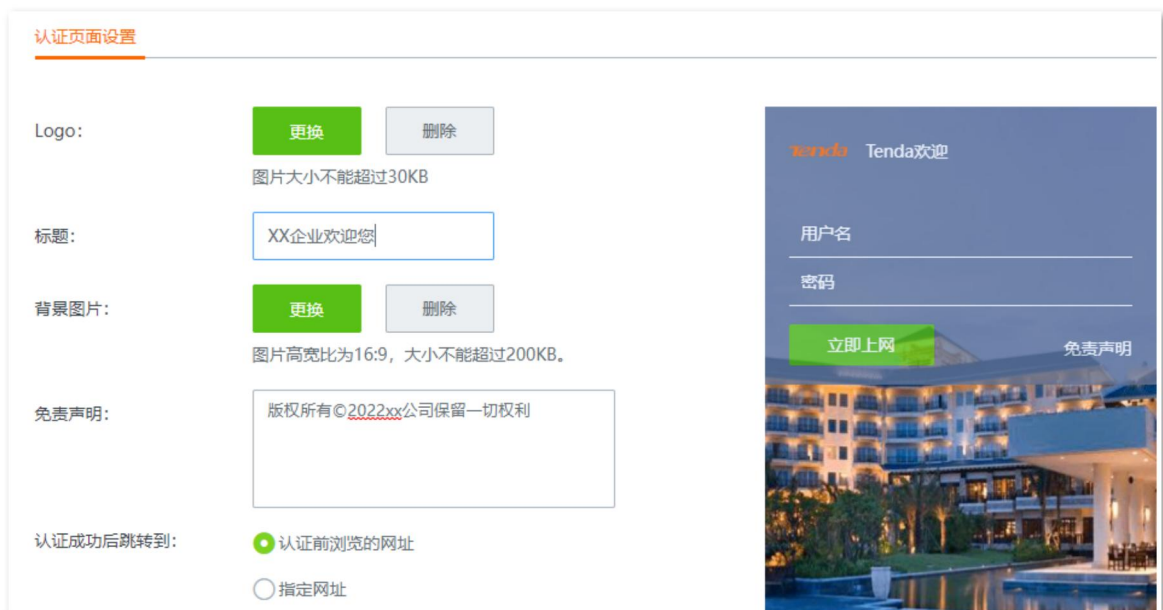 认证页面设置
Logo：
更换
删除
图片大小不能超过30KB
标题：
XX企业欢迎您
背景图片：
更换
删除
图片高宽比为16:9，大小不能超过200KB。
免责声明：
版权所有©2022xx公司保留一切权利
认证成功后跳转到：
认证前浏览的网址
指定网址
Tenda Tenda欢迎
用户名
密码
立即上网
免责声明